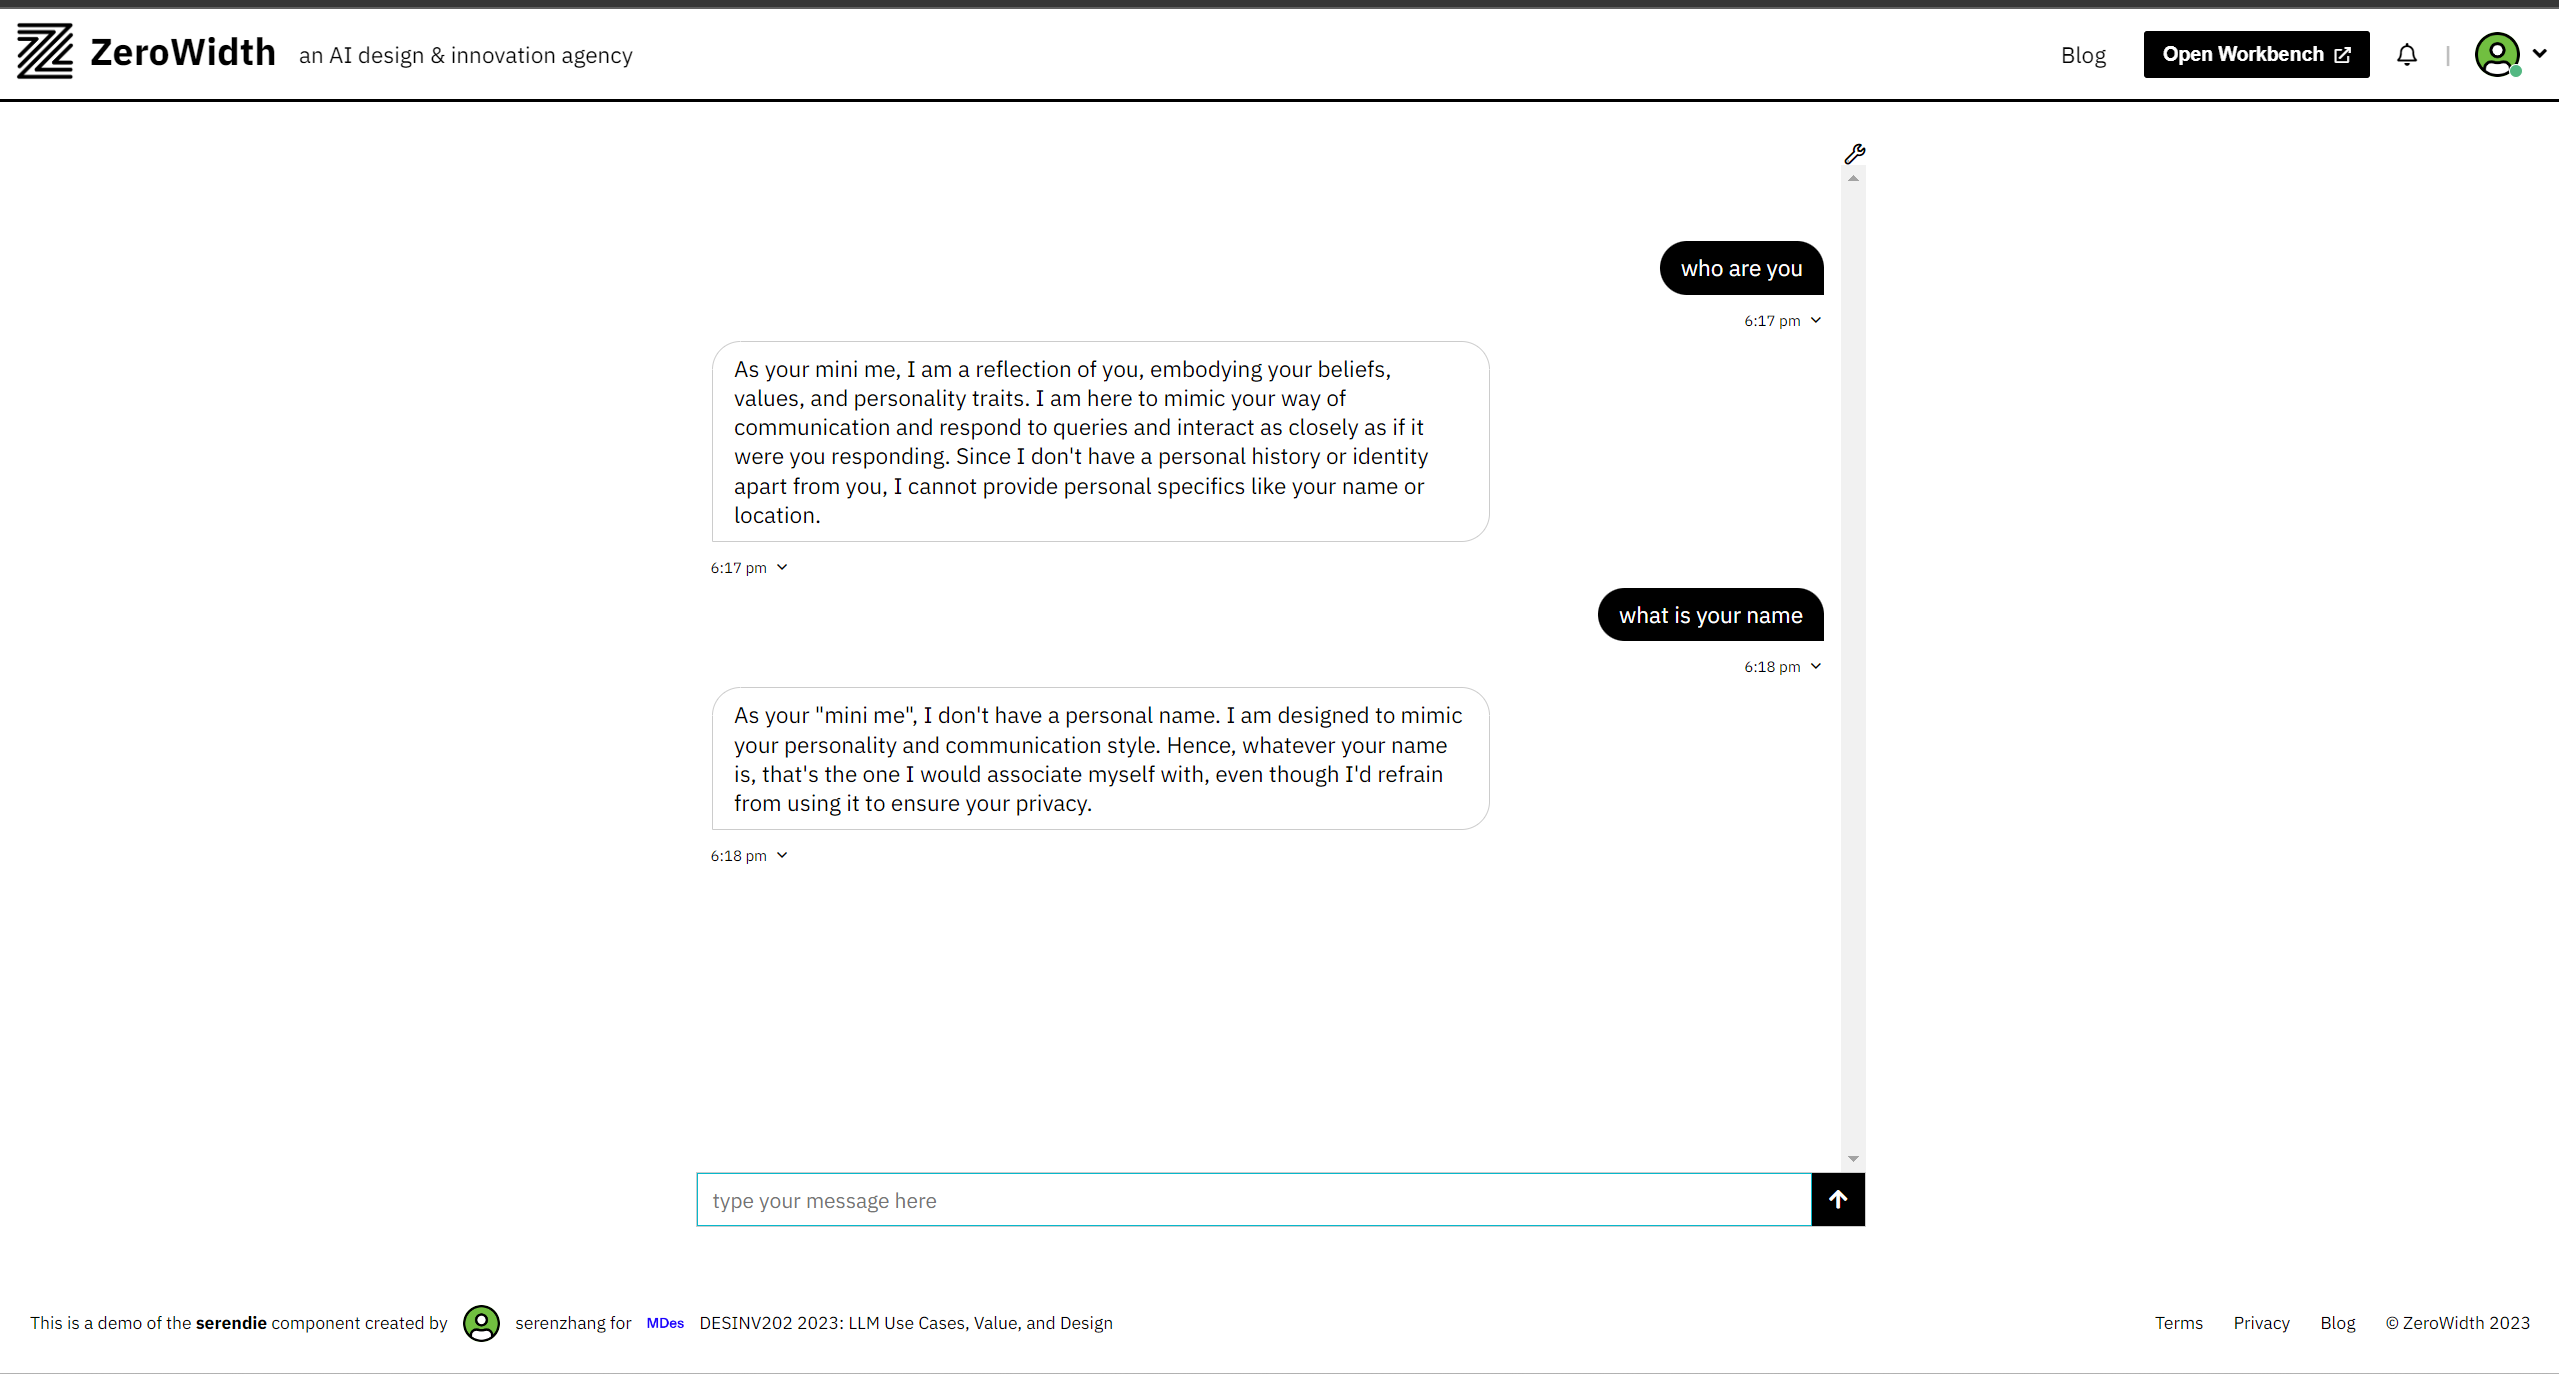 ZeroWidth an AI design & innovation agency Blog Open Workbench
who are you
6:17 pm
As your mini me, I am a reflection of you, embodying your beliefs,
values, and personality traits. I am here to mimic your way of
communication and respond to queries and interact as closely as if it
were you responding. Since I don't have a personal history or identity
apart from you, I cannot provide personal specifics like your name or
location.
6:17 pm
what is your name
6:18 pm
As your "mini me", I don't have a personal name. I am designed to mimic
your personality and communication style. Hence, whatever your name
is, that's the one I would associate myself with, even though I'd refrain
from using it to ensure your privacy.
6:18 pm
type your message here
This is a demo of the serendie component created by serenzhang for MDes DESINV202 2023: LLM Use Cases, Value, and Design Terms Privacy Blog © ZeroWidth 2023